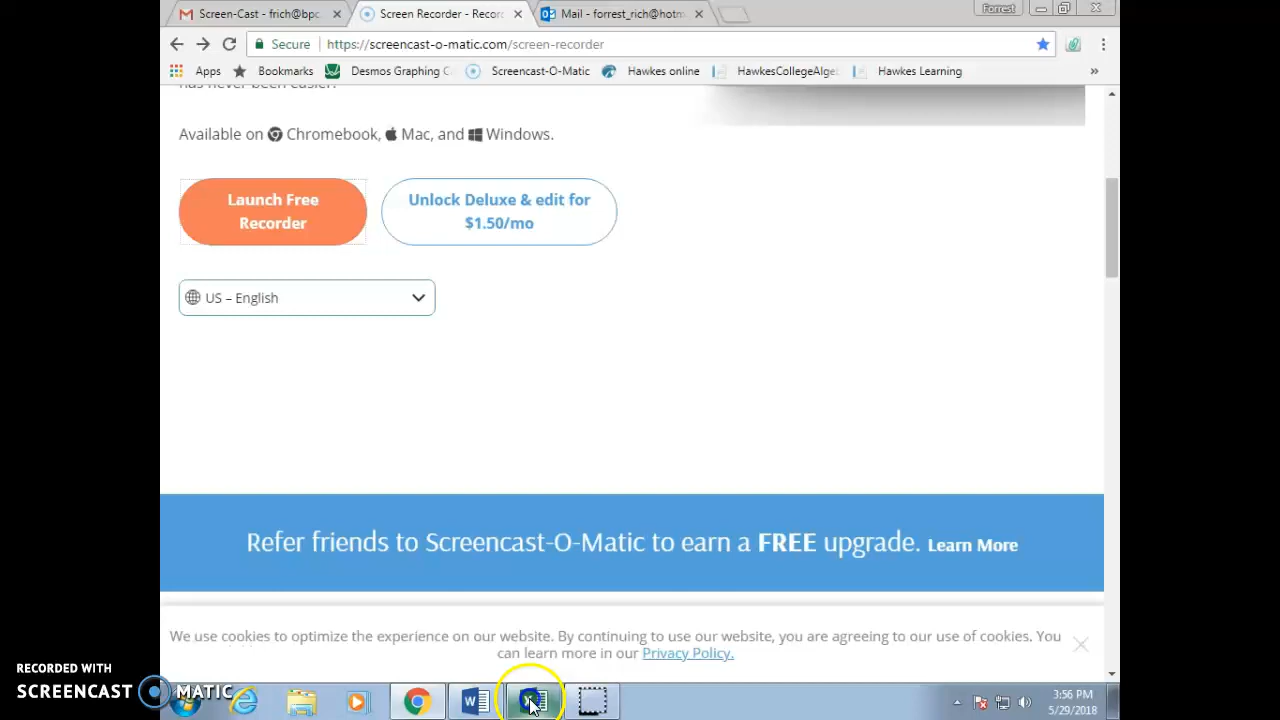 Screen-Cast - frich@bpc
Screen Recorder - Recor
Mail - forrest_rich@hotm
Forrest
Secure
https://screencast-o-matic.com/screen-recorder
Apps
Bookmarks
Desmos Graphing C
Screencast-O-Matic
Hawkes online
HawkesCollegeAlge
Hawkes Learning
»
Available on Chromebook, Mac, and Windows.
Launch Free
Recorder
Unlock Deluxe & edit for
$1.50/mo
US – English
Refer friends to Screencast-O-Matic to earn a FREE upgrade. Learn More
We use cookies to optimize the experience on our website. By continuing to use our website, you are agreeing to our use of cookies. You
can learn more in our Privacy Policy.
RECORDED WITH
SCREENCAST MATIC
3:56 PM
5/29/2018